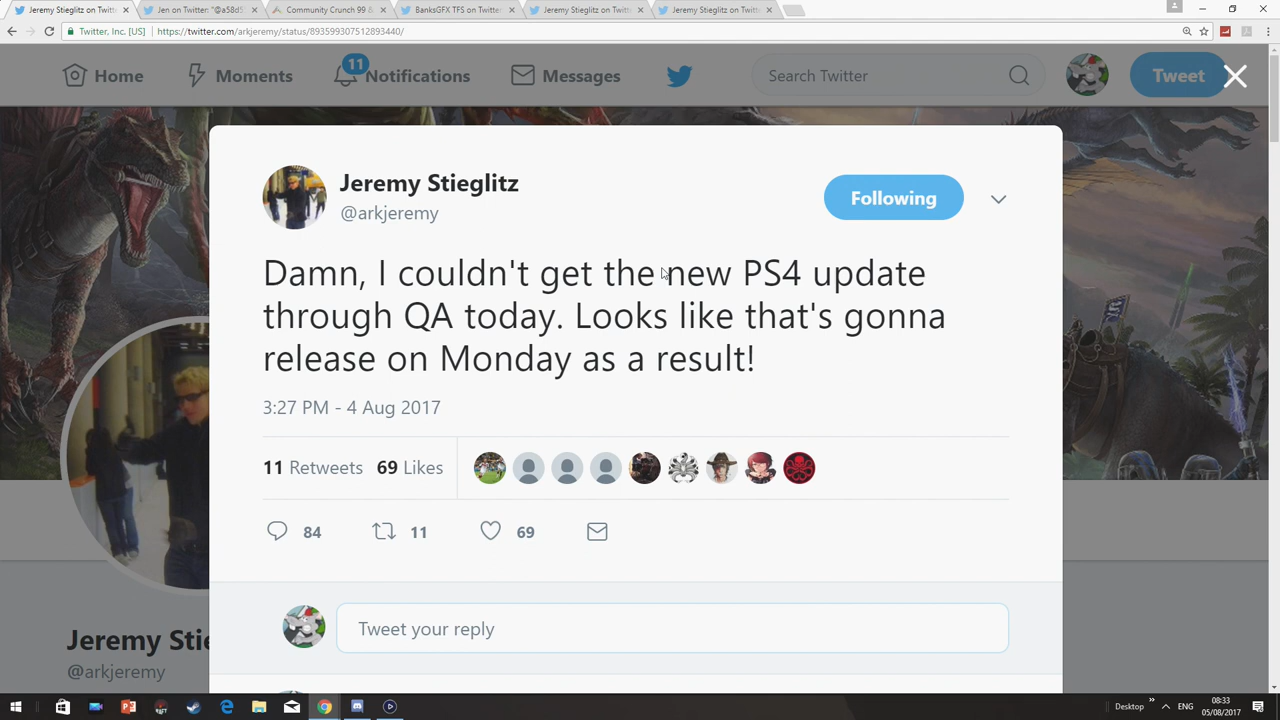 Jeremy Stieglitz on Twitt
Jen on Twitter: "@a58d5
Community Crunch 99 &
BanksGFX TFS on Twitter
Jeremy Stieglitz on Twitt
Jeremy Stieglitz on Twitt
Twitter, Inc. [US] https://twitter.com/arkjeremy/status/893599307512893440/
Home
Moments
11
Notifications
Messages
Search Twitter
Tweet
Jeremy Stieglitz
@arkjeremy
Following
Damn, I couldn't get the new PS4 update
through QA today. Looks like that's gonna
release on Monday as a result!
3:27 PM - 4 Aug 2017
11 Retweets 69 Likes
84 11 69
Tweet your reply
Jeremy Stie
@arkjeremy
Desktop
ENG
08:33
05/08/2017